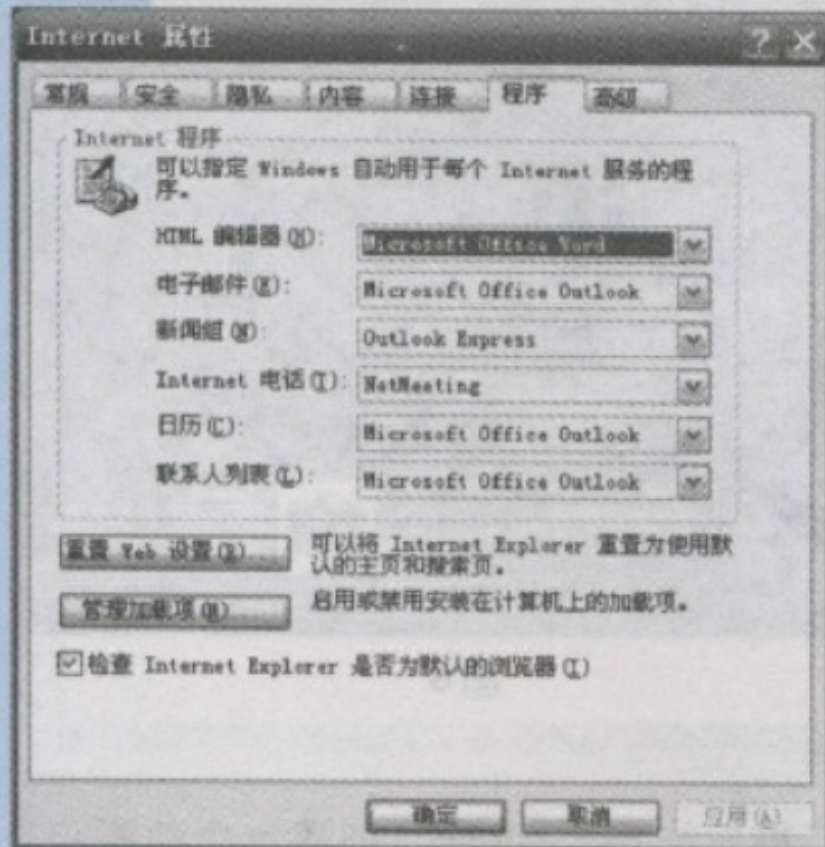 Internet 属性
常规 安全 隐私 内容 连接 程序 高级
Internet 程序
可以指定 Windows 自动用于每个 Internet 服务的程
序。
HTML 编辑器(M): Microsoft Office Word
电子邮件(E): Microsoft Office Outlook
新闻组(N): Outlook Express
Internet 电话(T): NetMeeting
日历(C): Microsoft Office Outlook
联系人列表(L): Microsoft Office Outlook
重置 Web 设置(R)... 可以将 Internet Explorer 重置为使用默
认的主页和搜索页。
管理加载项(M)... 启用或禁用安装在计算机上的加载项。
检查 Internet Explorer 是否为默认的浏览器(I)
确定 取消 应用(A)